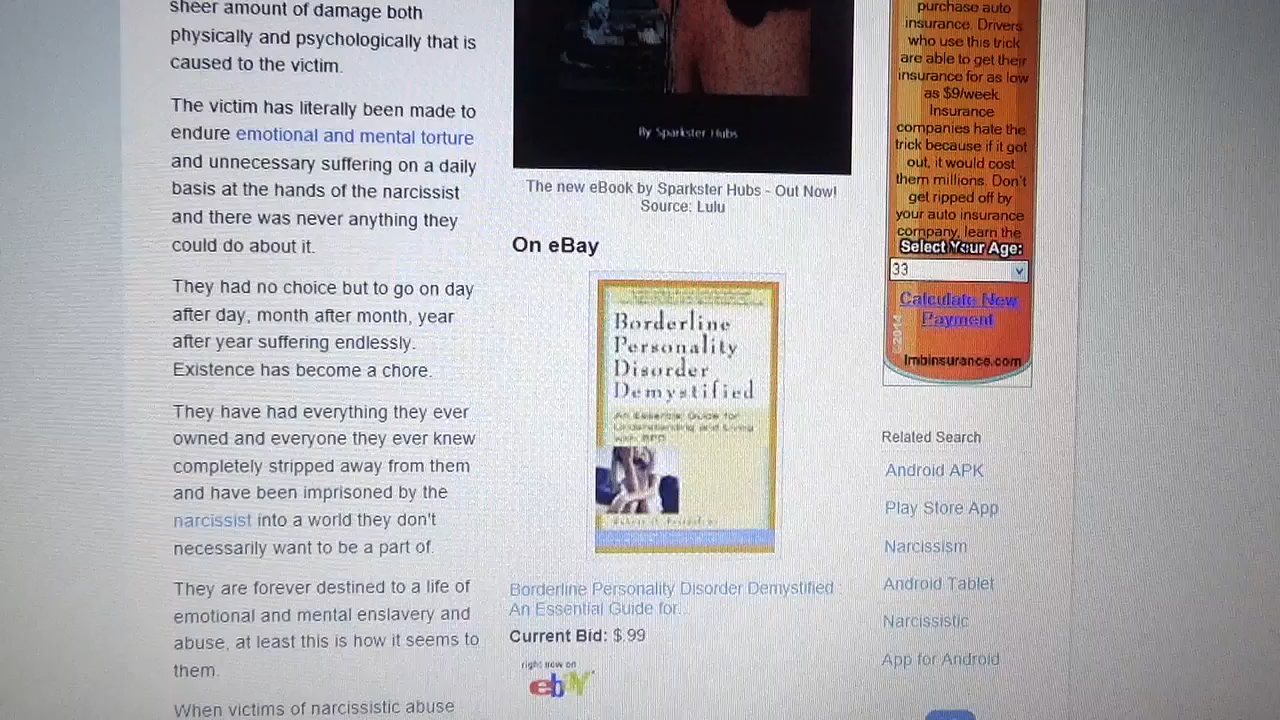 sheer amount of damage both
physically and psychologically that is
caused to the victim.
The victim has literally been made to
endure emotional and mental torture
and unnecessary suffering on a daily
basis at the hands of the narcissist
and there was never anything they
could do about it.
They had no choice but to go on day
after day, month after month, year
after year suffering endlessly.
Existence has become a chore.
They have had everything they ever
owned and everyone they ever knew
completely stripped away from them
and have been imprisoned by the
narcissist into a world they don't
necessarily want to be a part of.
They are forever destined to a life of
emotional and mental enslavery and
abuse, at least this is how it seems to
them.
When victims of narcissistic abuse
By Sparkster Hubs
The new eBook by Sparkster Hubs - Out Now!
Source: Lulu
On eBay
Borderline
Personality
Disorder
Demystified
An Essential Guide for
Understanding and Living
with BPD
Borderline Personality Disorder Demystified
An Essential Guide for...
Current Bid: $.99
right now on
ebY
purchase auto
insurance. Drivers
who use this trick
are able to get their
insurance for as low
as $9/week.
Insurance
companies hate the
trick because if it got
out, it would cost
them millions. Don't
get ripped off by
your auto insurance
company, learn the
Select Your Age:
33
Calculate New
Payment
©2014
lmbinsurance.com
Related Search
Android APK
Play Store App
Narcissism
Android Tablet
Narcissistic
App for Android